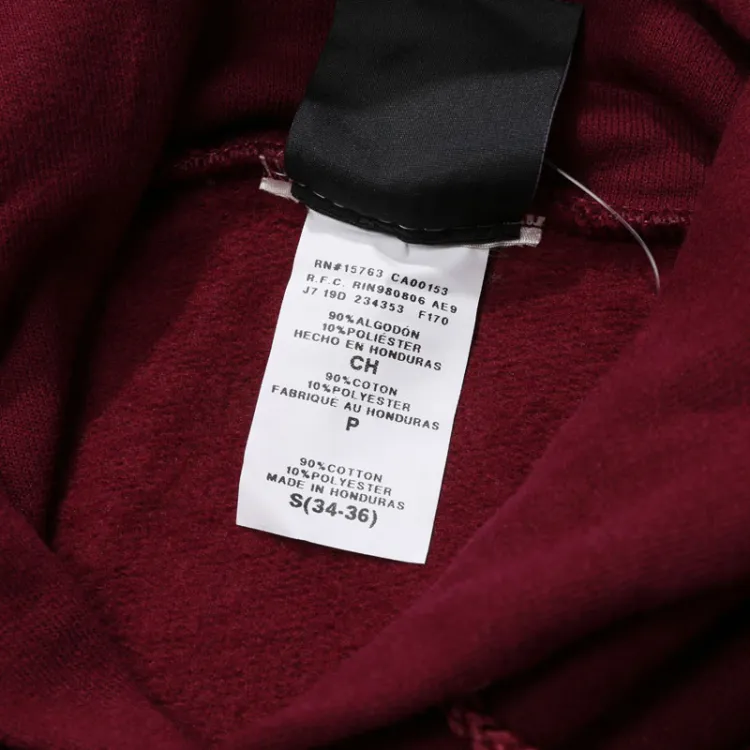 RN#15763 CA00153
R.F.C. RIN980806 AE9
J7 19D 234353 F170
90%ALGODÓN
10%POLIÉSTER
HECHO EN HONDURAS
CH
90%COTON
10%POLYESTER
FABRIQUE AU HONDURAS
P
90%COTTON
10%POLYESTER
MADE IN HONDURAS
S(34-36)